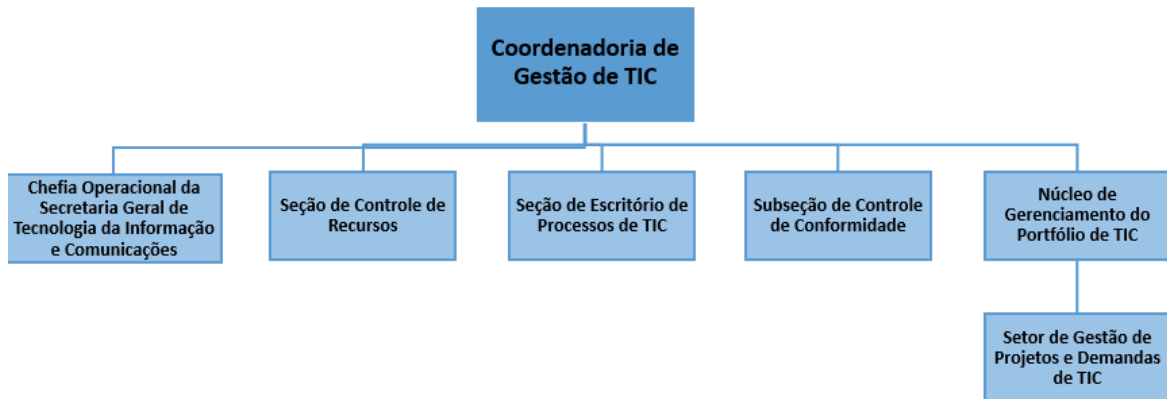 Coordenadoria de
Gestão de TIC
Chefia Operacional da
Secretaria Geral de
Tecnologia da Informação
e Comunicações
Seção de Controle de
Recursos
Seção de Escritório de
Processos de TIC
Subseção de Controle
de Conformidade
Núcleo de
Gerenciamento do
Portfólio de TIC
Setor de Gestão de
Projetos e Demandas
de TIC